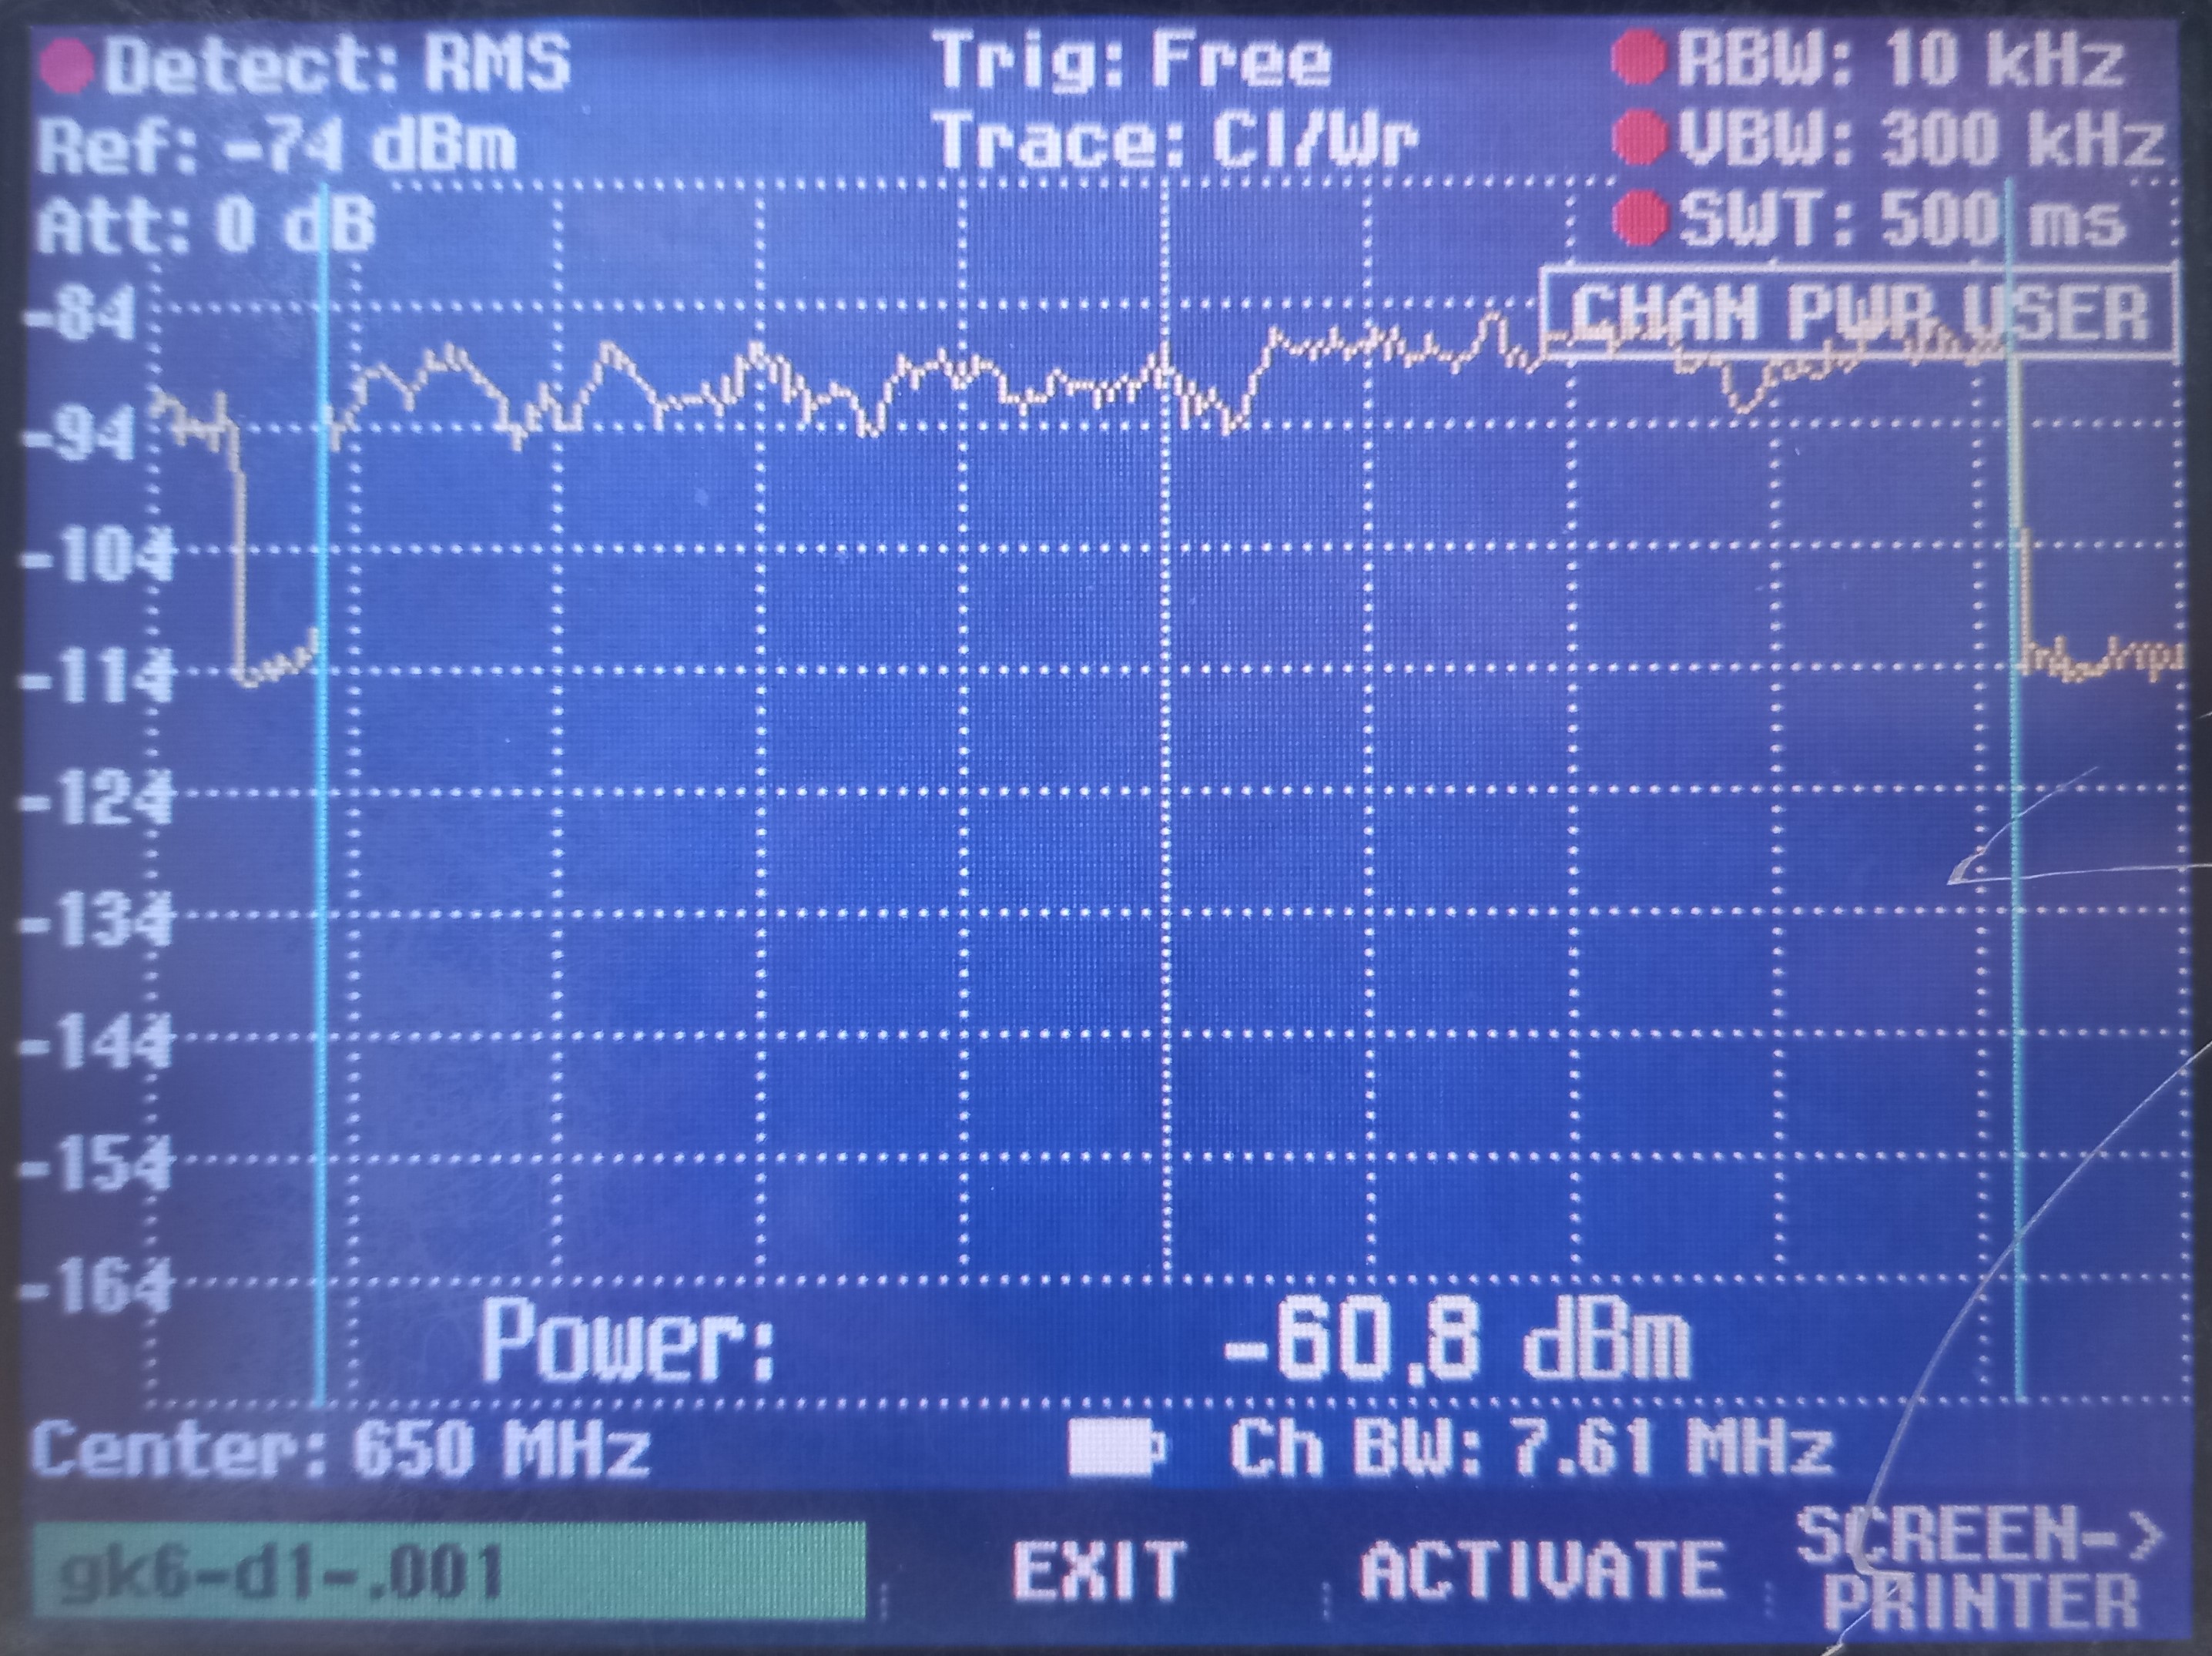 Detect: RMS
Trig: Free
RBW: 10 kHz
Ref: -74 dBm
Trace: Cl/Wr
VBW: 300 kHz
Att: 0 dB
SWT: 500 ms
CHAN PWR USER
-84
-94
-104
-114
-124
-134
-144
-154
-164
Power: -60.8 dBm
Center: 650 MHz
Ch BW: 7.61 MHz
gk6-d1-.001
EXIT
ACTIVATE
SCREEN->
PRINTER